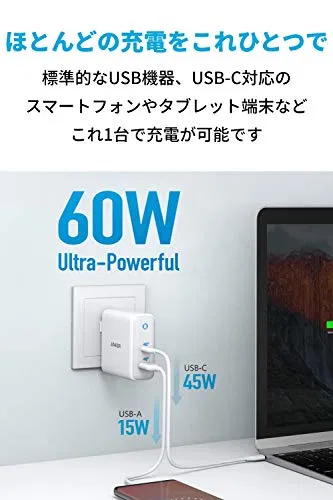 ほとんどの充電をこれひとつで
標準的なUSB機器、USB-C対応の
スマートフォンやタブレット端末など
これ1台で充電が可能です
60W
Ultra-Powerful
ANKER
USB-C
45W
USB-A
15W